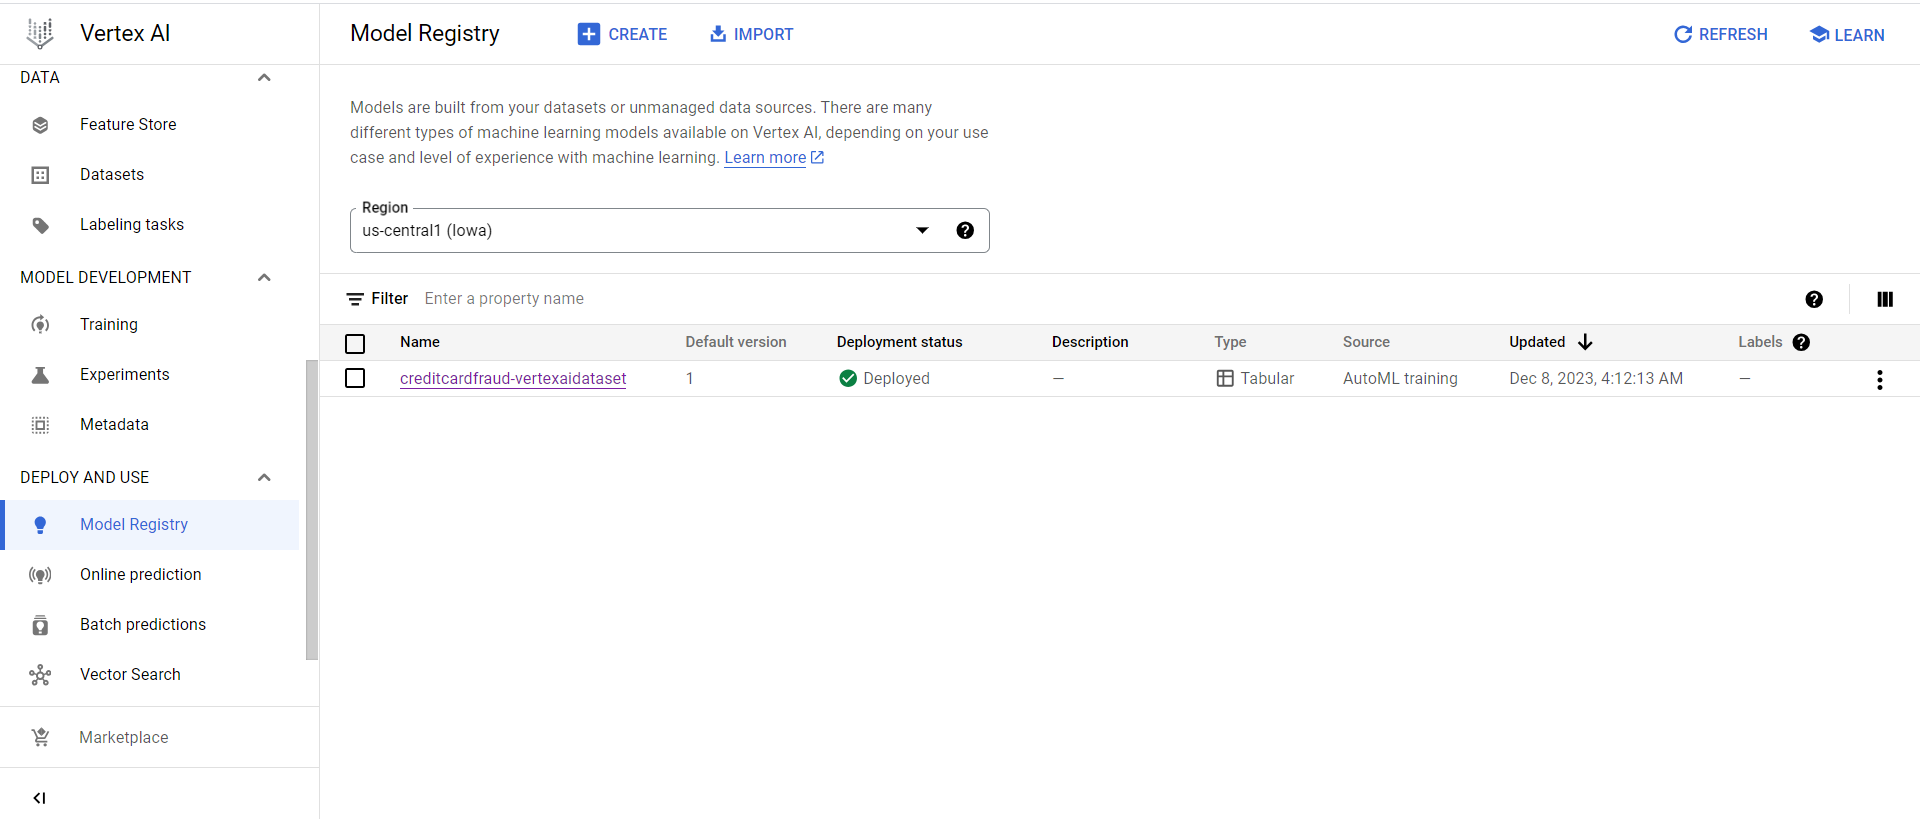 Vertex AI
Model Registry
CREATE
IMPORT
REFRESH
LEARN
DATA
Feature Store
Datasets
Labeling tasks
MODEL DEVELOPMENT
Training
Experiments
Metadata
DEPLOY AND USE
Model Registry
Online prediction
Batch predictions
Vector Search
Marketplace
Models are built from your datasets or unmanaged data sources. There are many
different types of machine learning models available on Vertex AI, depending on your use
case and level of experience with machine learning. Learn more
Region
us-central1 (Iowa)
Filter Enter a property name
Name Default version Deployment status Description Type Source Updated Labels
creditcardfraud-vertexaidataset 1 Deployed — Tabular AutoML training Dec 8, 2023, 4:12:13 AM —